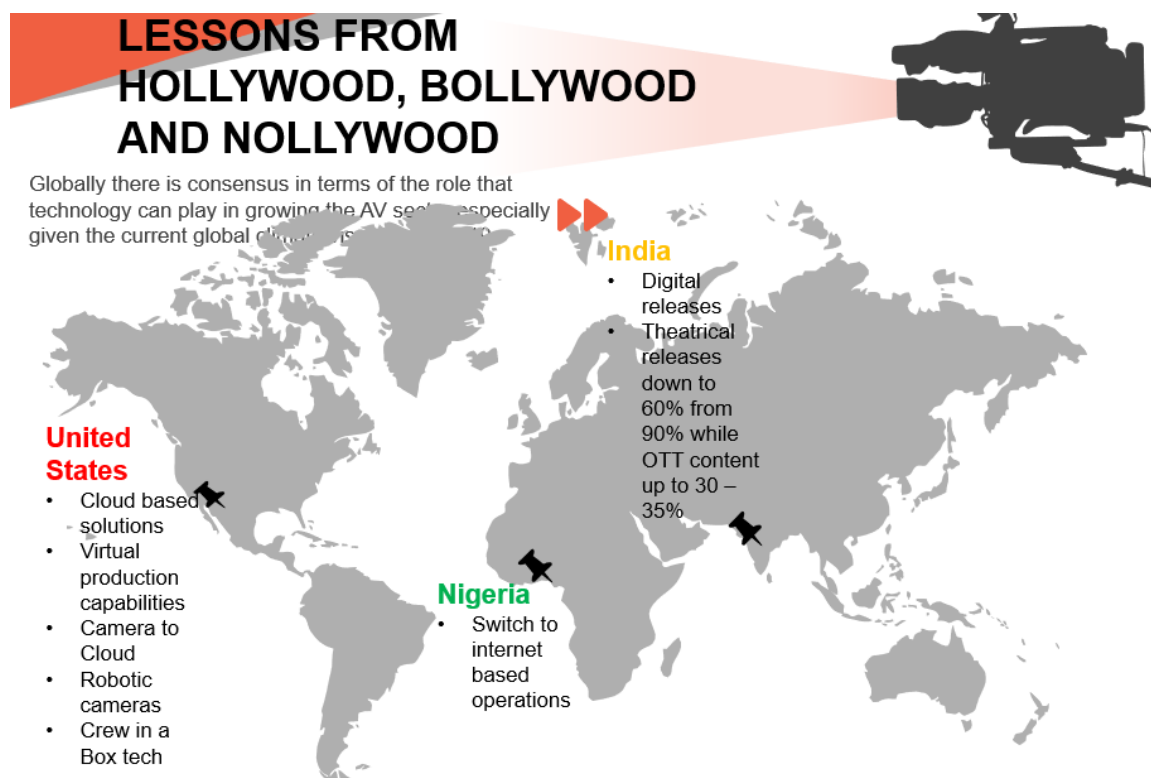 LESSONS FROM
HOLLYWOOD, BOLLYWOOD
AND NOLLYWOOD
Globally there is consensus in terms of the role that
technology can play in growing the AV especially
given the current global
India
• Digital
releases
• Theatrical
releases
down to
60% from
90% while
OTT content
up to 30 –
35%
United
States
• Cloud based
solutions
• Virtual
production
capabilities
• Camera to
Cloud
• Robotic
cameras
• Crew in a
Box tech
Nigeria
• Switch to
internet
based
operations